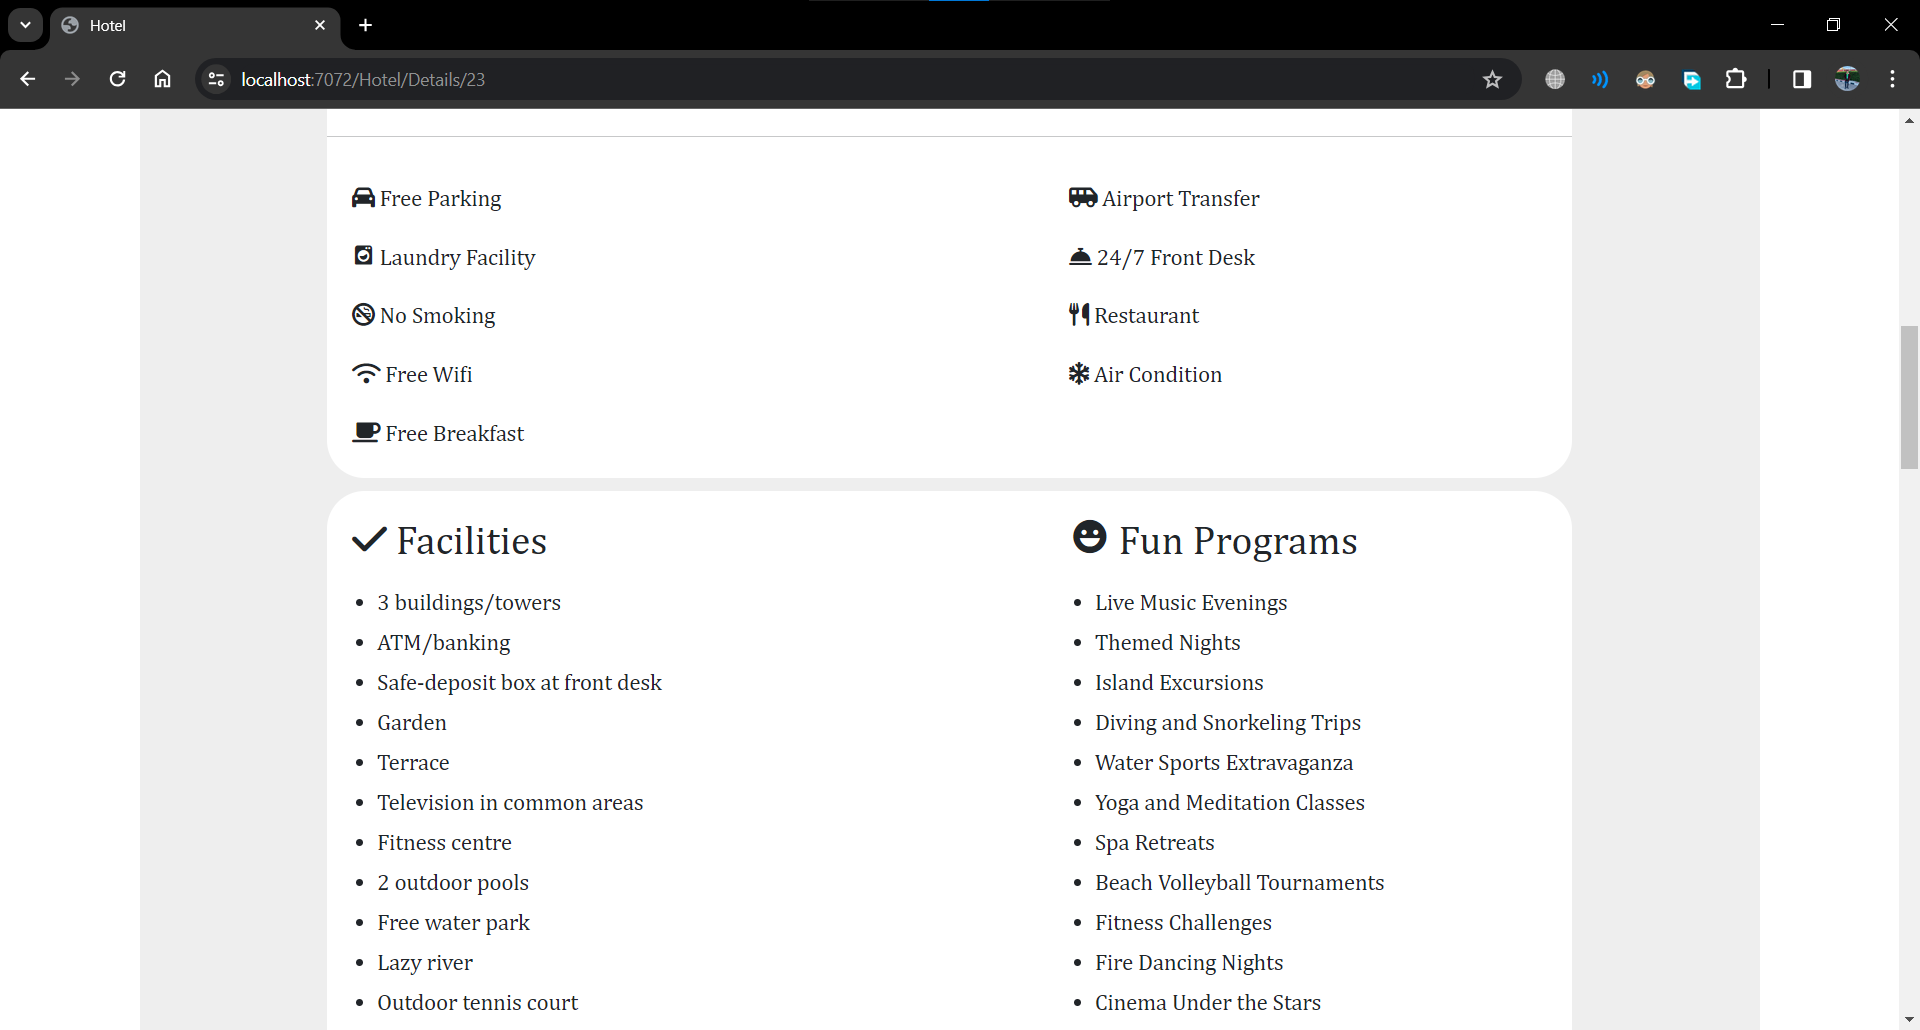 Hotel
localhost:7072/Hotel/Details/23
Free Parking
Laundry Facility
No Smoking
Free Wifi
Free Breakfast
Airport Transfer
24/7 Front Desk
Restaurant
Air Condition
Facilities
3 buildings/towers
ATM/banking
Safe-deposit box at front desk
Garden
Terrace
Television in common areas
Fitness centre
2 outdoor pools
Free water park
Lazy river
Outdoor tennis court
Fun Programs
Live Music Evenings
Themed Nights
Island Excursions
Diving and Snorkeling Trips
Water Sports Extravaganza
Yoga and Meditation Classes
Spa Retreats
Beach Volleyball Tournaments
Fitness Challenges
Fire Dancing Nights
Cinema Under the Stars